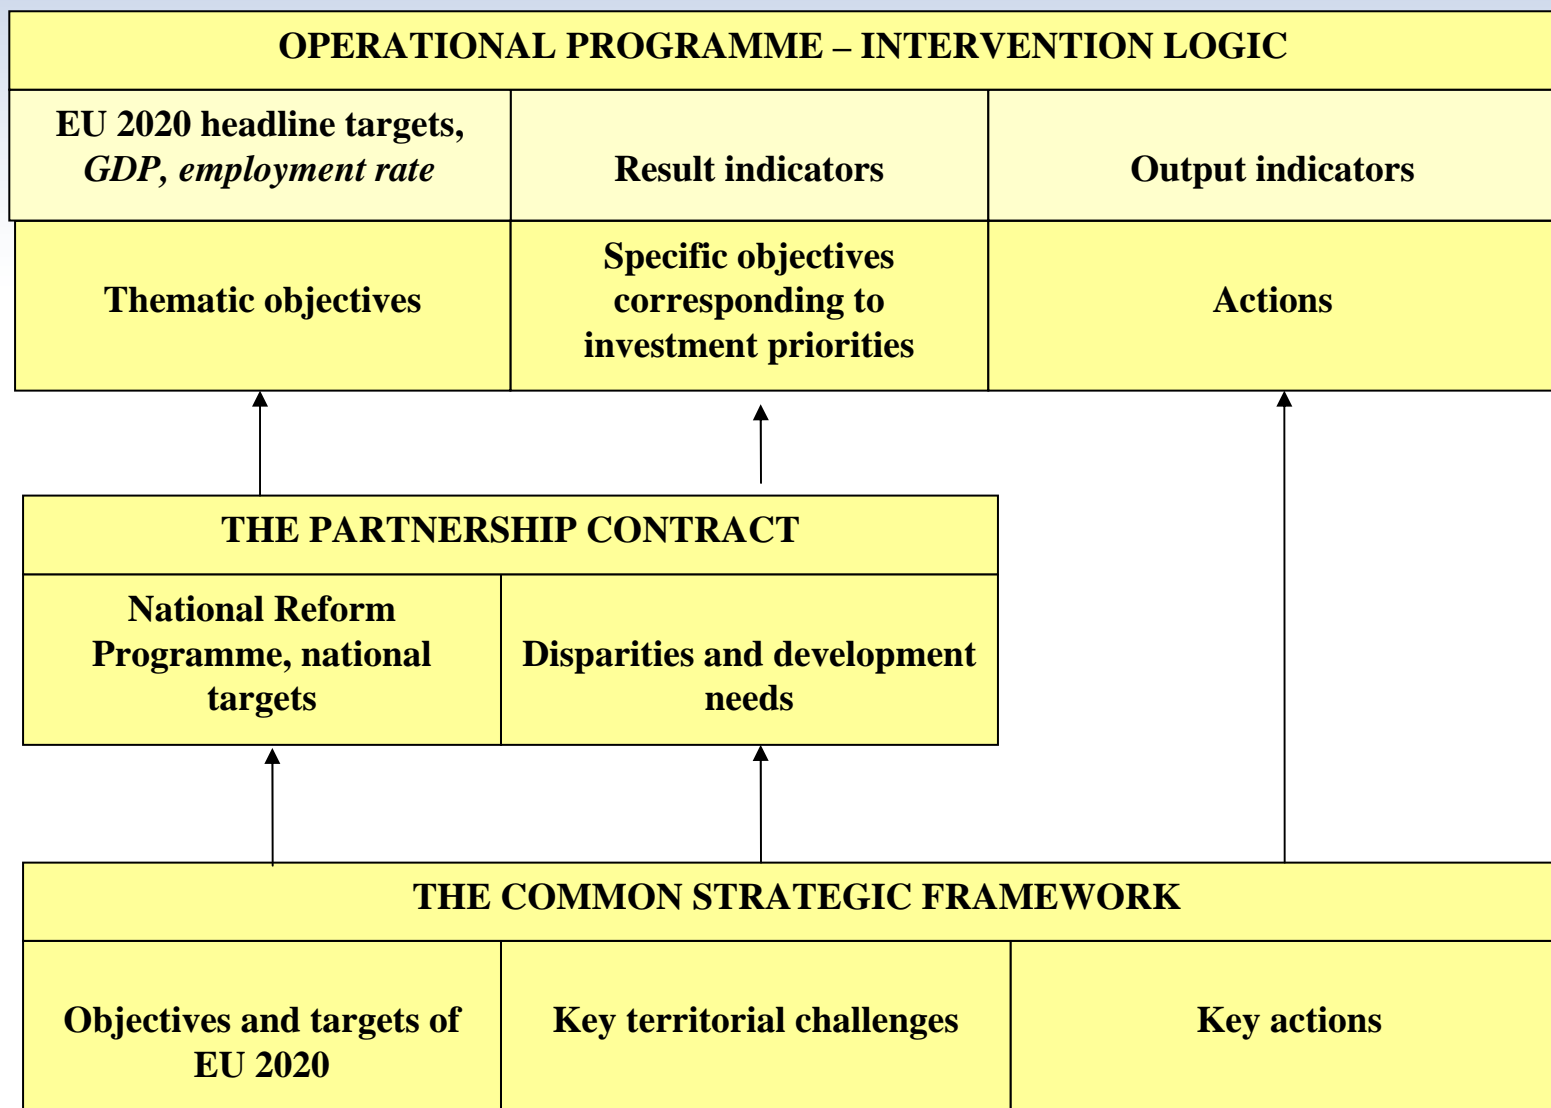 OPERATIONAL PROGRAMME – INTERVENTION LOGIC
EU 2020 headline targets,
GDP, employment rate
Result indicators
Output indicators
Thematic objectives
Specific objectives
corresponding to
investment priorities
Actions
THE PARTNERSHIP CONTRACT
National Reform
Programme, national
targets
Disparities and development
needs
THE COMMON STRATEGIC FRAMEWORK
Objectives and targets of
EU 2020
Key territorial challenges
Key actions